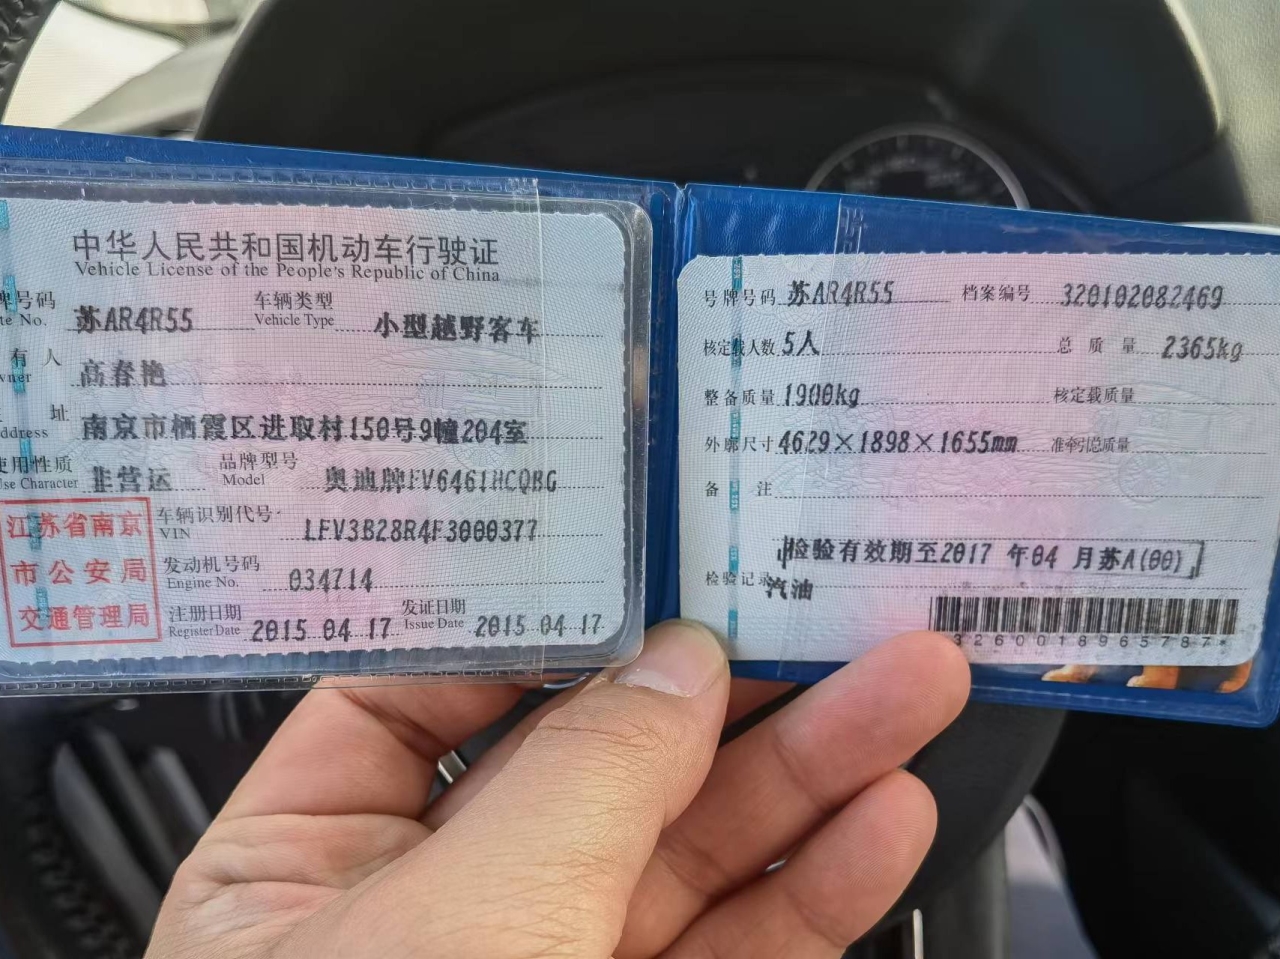 中华人民共和国机动车行驶证
Vehicle License of the People's Republic of China
牌号码 苏AR4R55 车辆类型 小型越野客车
te No. Vehicle Type
有人 高春艳
wner
址 南京市栖霞区进取村150号9幢204室
ddress
使用性质 非营运 品牌型号 奥迪牌FV6461HCQBG
Use Character Model
江苏省南京
市公安局
交通管理局
车辆识别代号 LFV3B28R4F3000377
VIN
发动机号码 034714
Engine No.
注册日期 2015 04 17 发证日期 2015 04 17
Register Date Issue Date
号牌号码 苏AR4R55 档案编号 320102082469
核定载人数 5人 总质量 2365kg
整备质量 1900kg 核定载质量
外廓尺寸 4629×1898×1655mm 准牵引总质量
备注
检验有效期至2017 年04 月苏A(00)
检验记录
汽油
3260018965787*